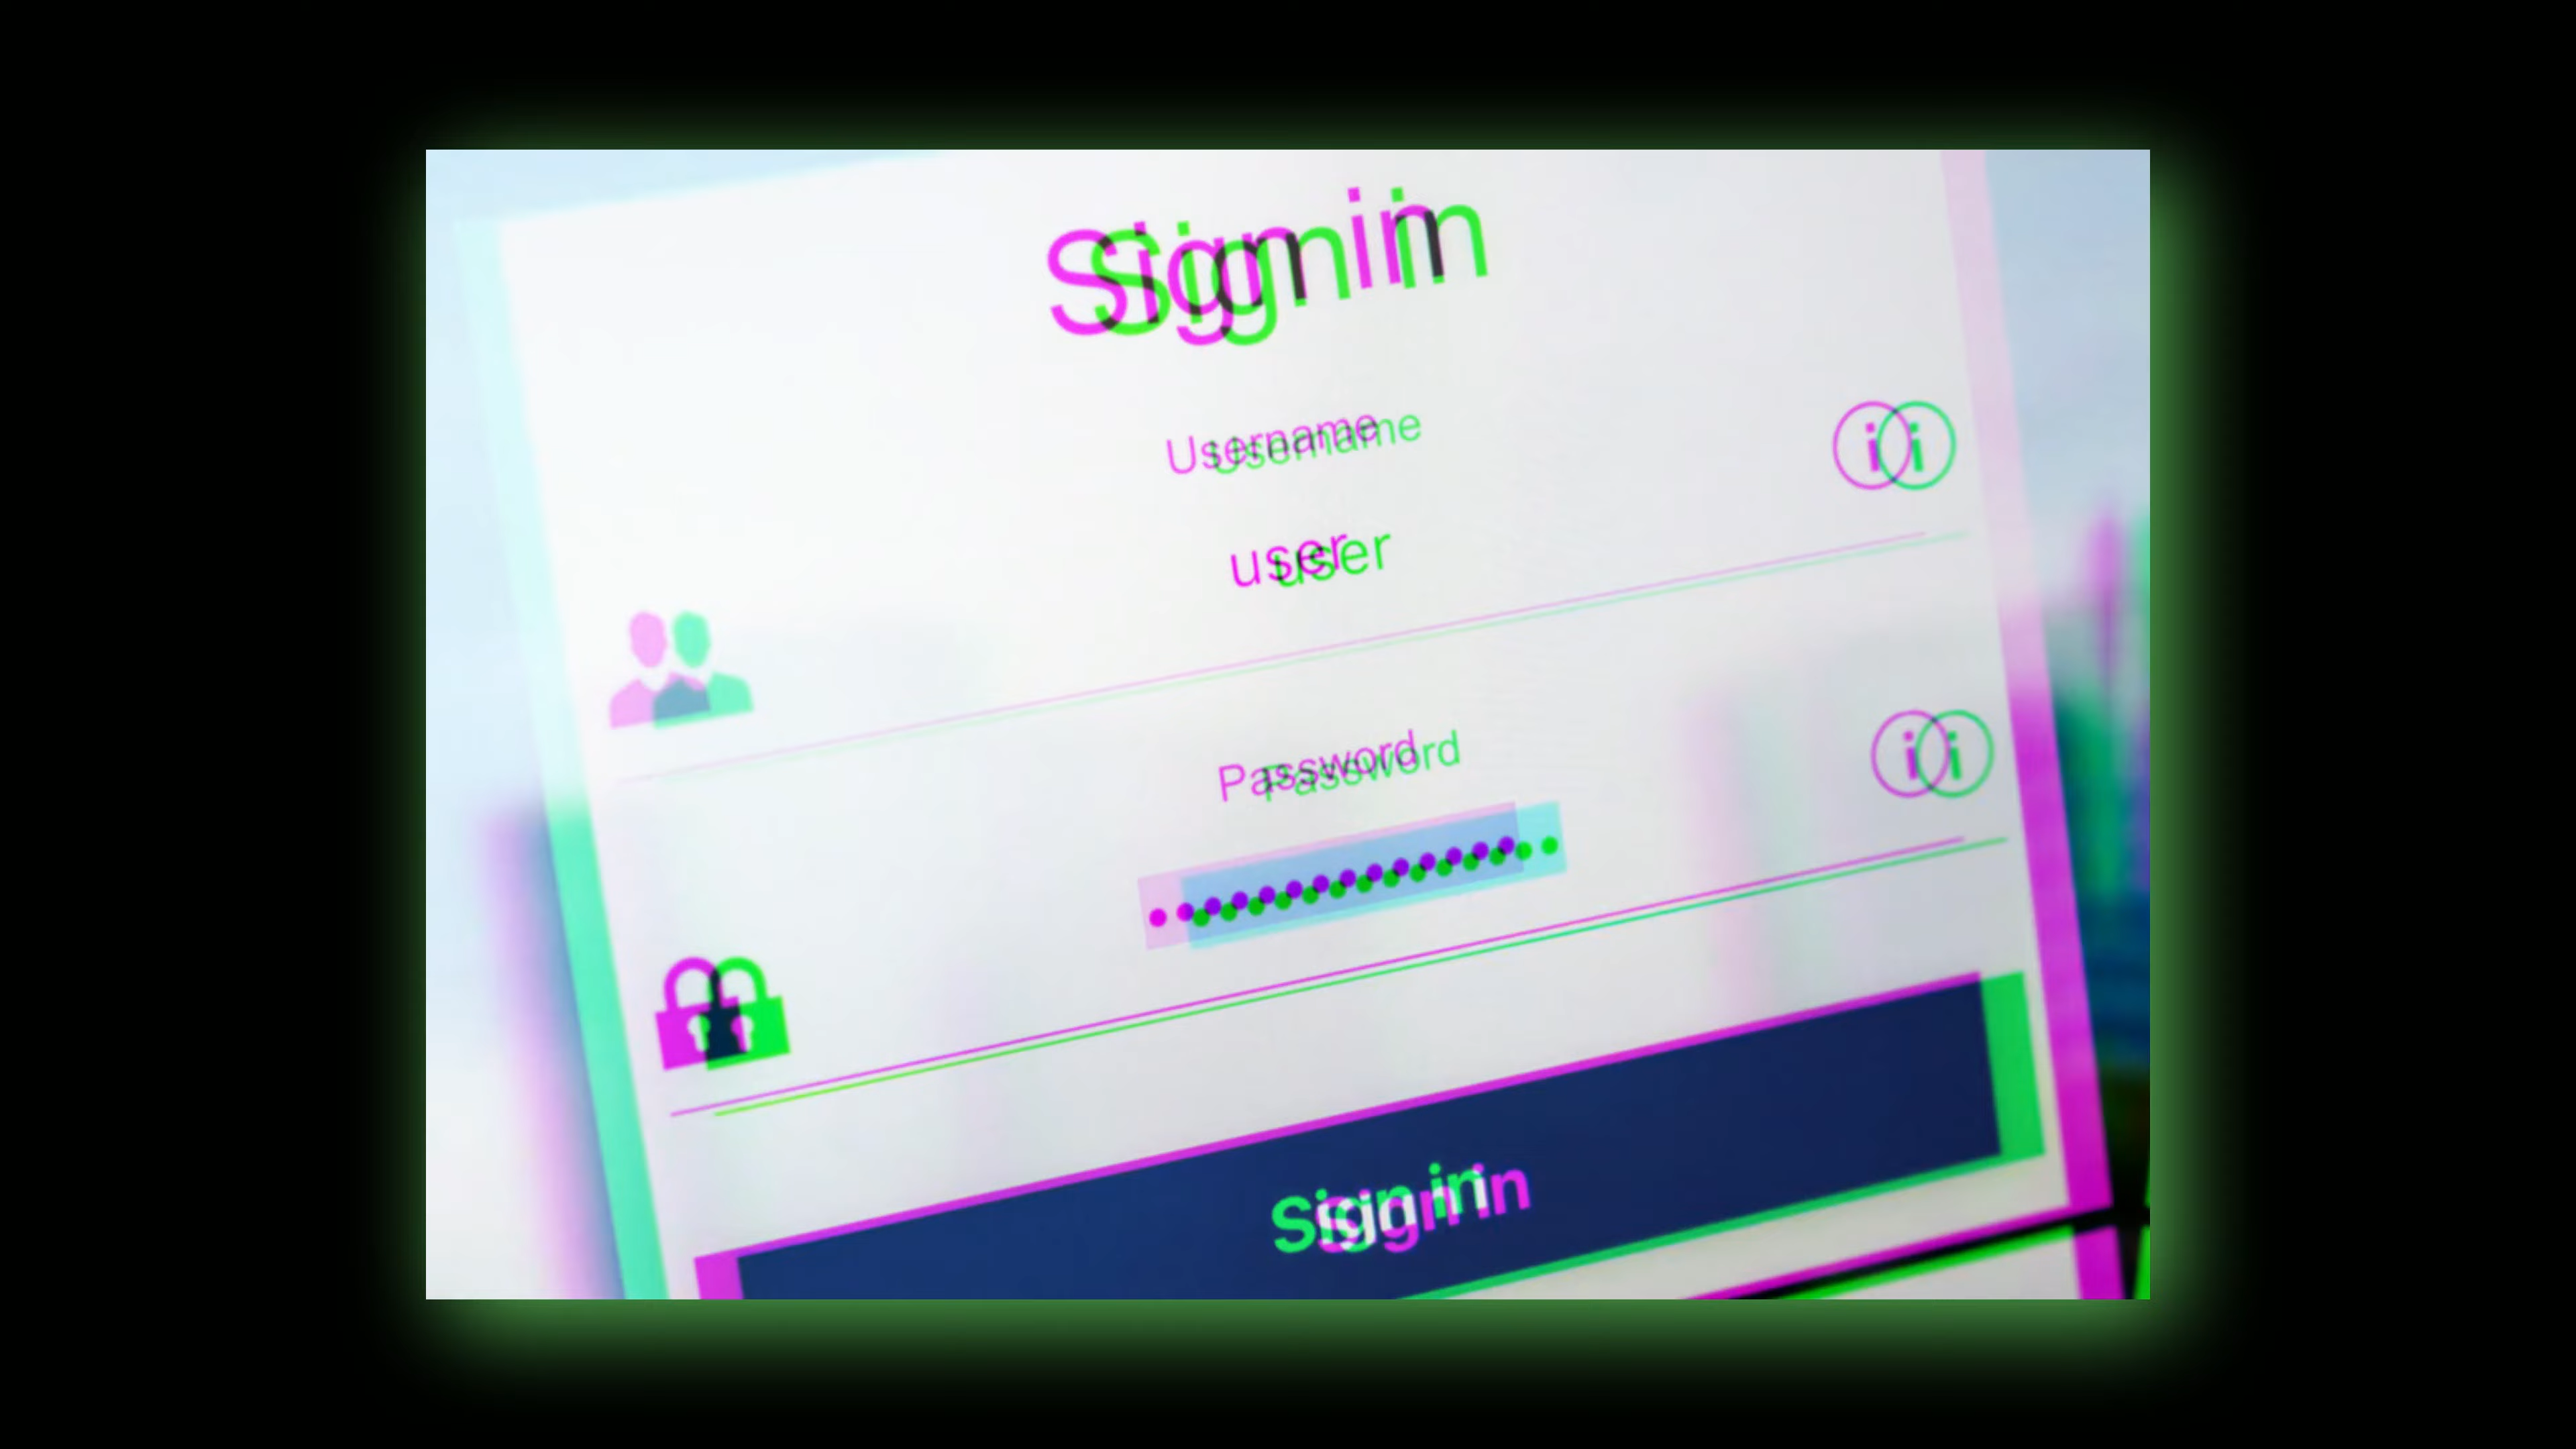 Sign in
Username
i
user
Password
i
••••••••••••••
Sign in